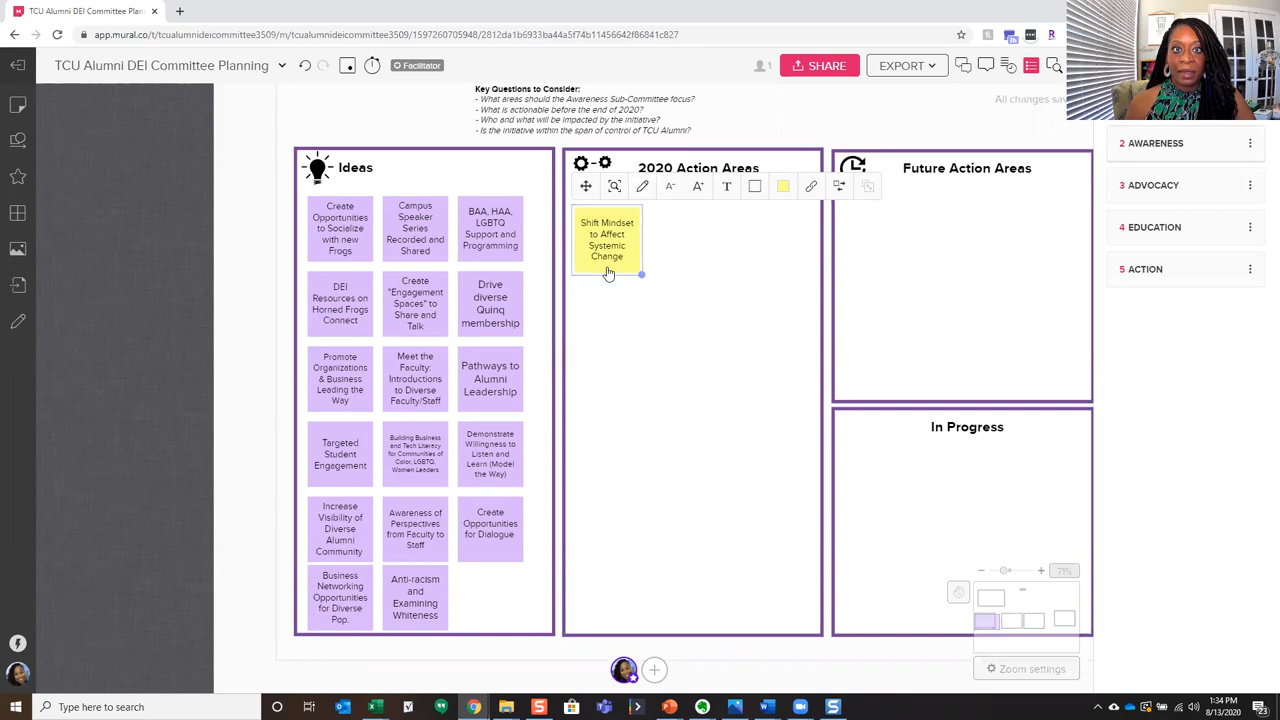 TCU Alumni DEI Committee Plan
app.mural.co/t/tcualumnideicommittee3509/m/tcualumnideicommittee3509/
TCU Alumni DEI Committee Planning
Facilitator
1
SHARE
EXPORT
Key Questions to Consider:
- What areas should the Awareness Sub-Committee focus?
- What is actionable before the end of 2020?
- Who and what will be impacted by the initiative?
- Is the initiative within the span of control of TCU Alumni?
All changes sav
2 AWARENESS
3 ADVOCACY
4 EDUCATION
5 ACTION
Ideas
Create
Opportunities
to Socialize
with new
Frogs
Campus
Speaker
Series
Recorded and
Shared
BAA, HAA,
LGBTQ
Support and
Programming
DEI
Resources on
Horned Frogs
Connect
Create
"Engagement
Spaces" to
Share and
Talk
Drive
diverse
Quinq
membership
Promote
Organizations
& Business
Leading the
Way
Meet the
Faculty:
Introductions
to Diverse
Faculty/Staff
Pathways to
Alumni
Leadership
Targeted
Student
Engagement
Building Business
and Tech Literacy
for Communities of
Color, LGBTQ,
Women Leaders
Demonstrate
Willingness to
Listen and
Learn (Model
the Way)
Increase
Visibility of
Diverse
Alumni
Community
Awareness of
Perspectives
from Faculty to
Staff
Create
Opportunities
for Dialogue
Business
Networking
Opportunities
for Diverse
Pop.
Anti-racism
and
Examining
Whiteness
2020 Action Areas
A- A+ T
Shift Mindset
to Affect
Systemic
Change
Future Action Areas
In Progress
71%
Zoom settings
Type here to search
1:34 PM
8/13/2020
23